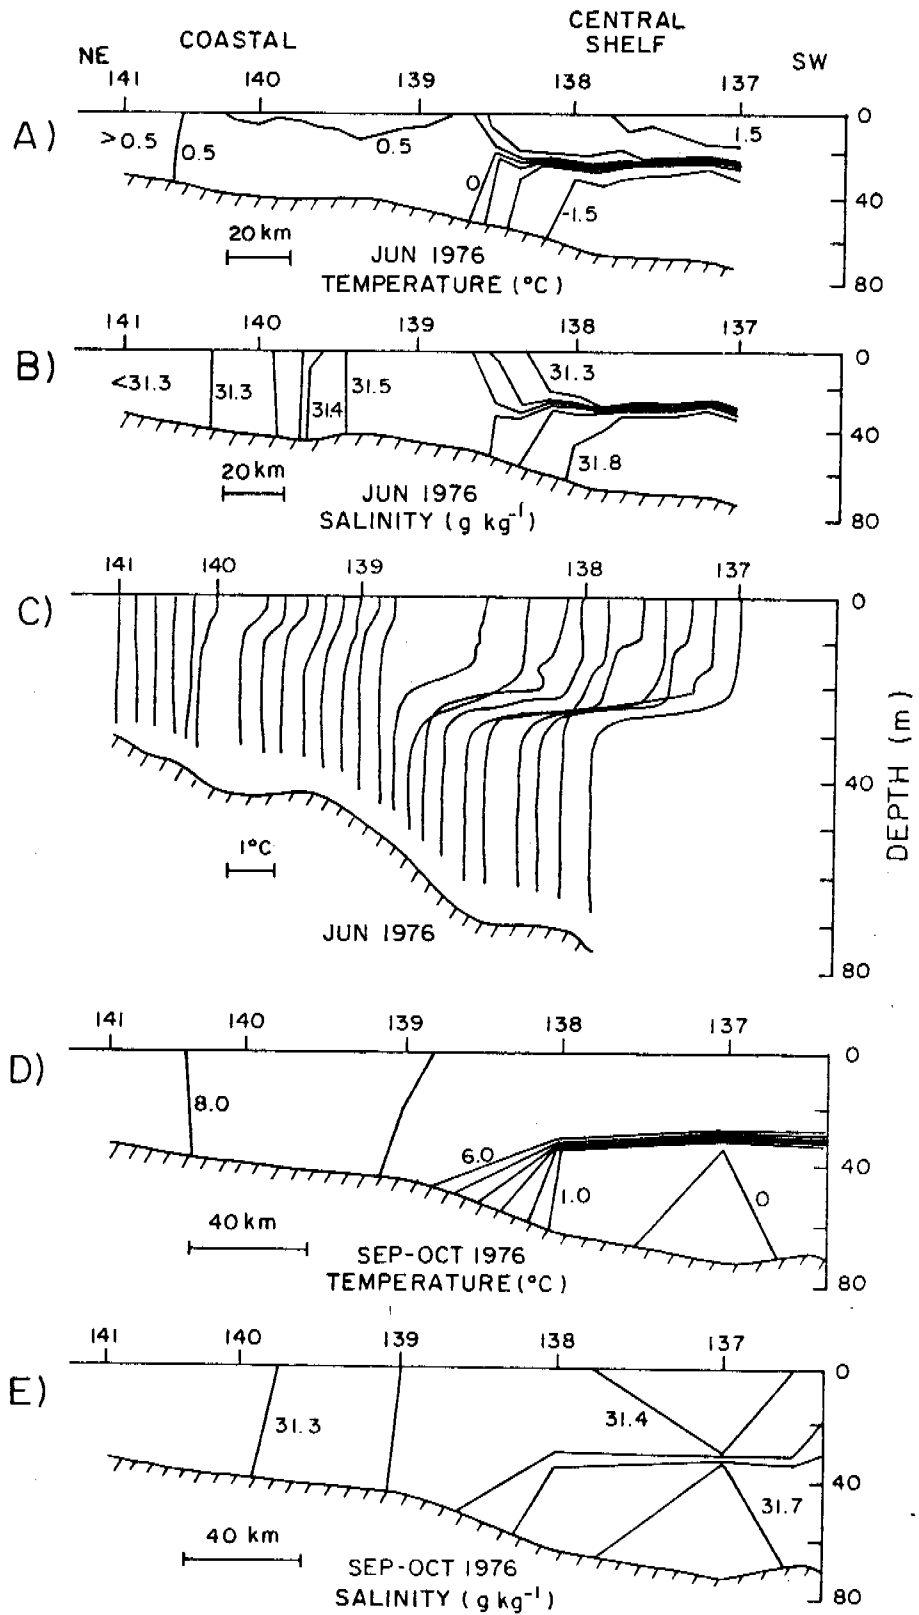 COASTAL
CENTRAL
SHELF
NE
SW
141 140 139 138 137
A)
>0.5 0.5 0.5 1.5 0
0 -1.5 40
20 km
JUN 1976
TEMPERATURE (°C)
80
141 140 139 138 137
B)
<31.3 31.3 31.4 31.5 31.3 0
31.8 40
20 km
JUN 1976
SALINITY (g kg⁻¹)
80
141 140 139 138 137
C)
0
40
DEPTH (m)
1°C
JUN 1976
80
141 140 139 138 137
D)
0
8.0
6.0 40
1.0 0
40 km
SEP-OCT 1976
TEMPERATURE (°C)
80
141 140 139 138 137
E)
0
31.3 31.4
40
31.7
40 km
SEP-OCT 1976
SALINITY (g kg⁻¹)
80